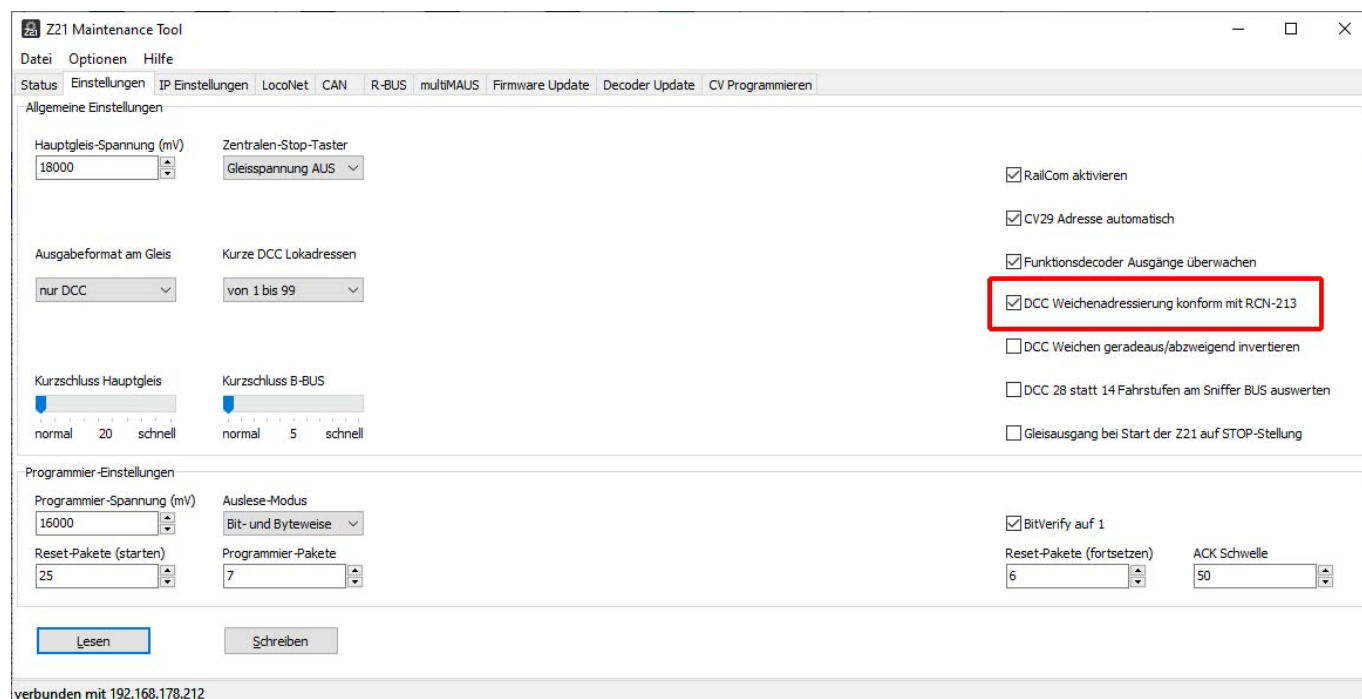 Z21 Maintenance Tool
Datei Optionen Hilfe
Status Einstellungen IP Einstellungen LocoNet CAN R-BUS multiMAUS Firmware Update Decoder Update CV Programmieren
Allgemeine Einstellungen
Hauptgleis-Spannung (mV) Zentralen-Stop-Taster
18000 Gleisspannung AUS
RailCom aktivieren
CV29 Adresse automatisch
Ausgabeformat am Gleis Kurze DCC Lokadressen
Funktionsdecoder Ausgänge überwachen
nur DCC von 1 bis 99
DCC Weichenadressierung konform mit RCN-213
DCC Weichen geradeaus/abzweigend invertieren
Kurzschluss Hauptgleis Kurzschluss B-BUS
DCC 28 statt 14 Fahrstufen am Sniffer BUS auswerten
normal 20 schnell normal 5 schnell
Gleisausgang bei Start der Z21 auf STOP-Stellung
Programmier-Einstellungen
Programmier-Spannung (mV) Auslese-Modus
16000 Bit- und Byteweise
BitVerify auf 1
Reset-Pakete (starten) Programmier-Pakete Reset-Pakete (fortsetzen) ACK Schwelle
25 7 6 50
Lesen Schreiben
verbunden mit 192.168.178.212